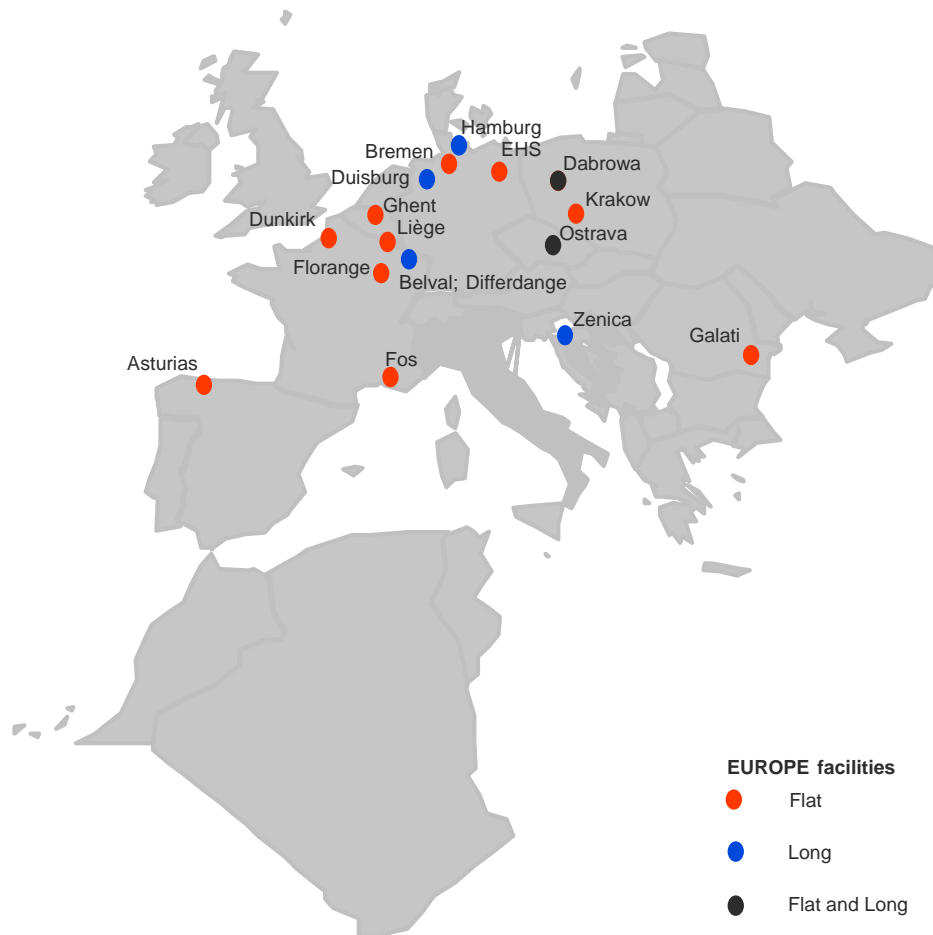 Hamburg
Bremen
EHS
Duisburg
Dabrowa
Ghent
Krakow
Dunkirk
Liège
Ostrava
Florange
Belval; Differdange
Zenica
Galati
Asturias
Fos
EUROPE facilities
Flat
Long
Flat and Long